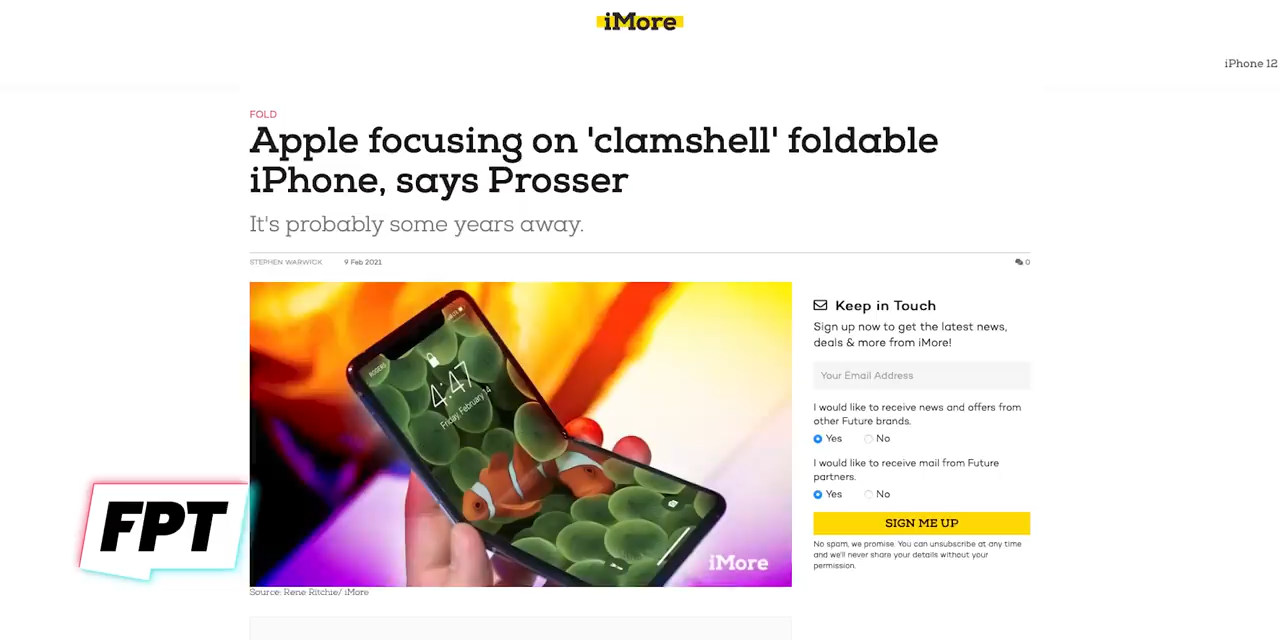 iMore
iPhone 12
FOLD
Apple focusing on 'clamshell' foldable
iPhone, says Prosser
It's probably some years away.
STEPHEN WARWICK 9 Feb 2021 0
ROGERS
4:47
Friday, February 14
iMore
Source: Rene Ritchie/ iMore
Keep in Touch
Sign up now to get the latest news,
deals & more from iMore!
Your Email Address
I would like to receive news and offers from
other Future brands.
Yes No
I would like to receive mail from Future
partners.
Yes No
SIGN ME UP
No spam, we promise. You can unsubscribe at any time
and we'll never share your details without your
permission.
FPT